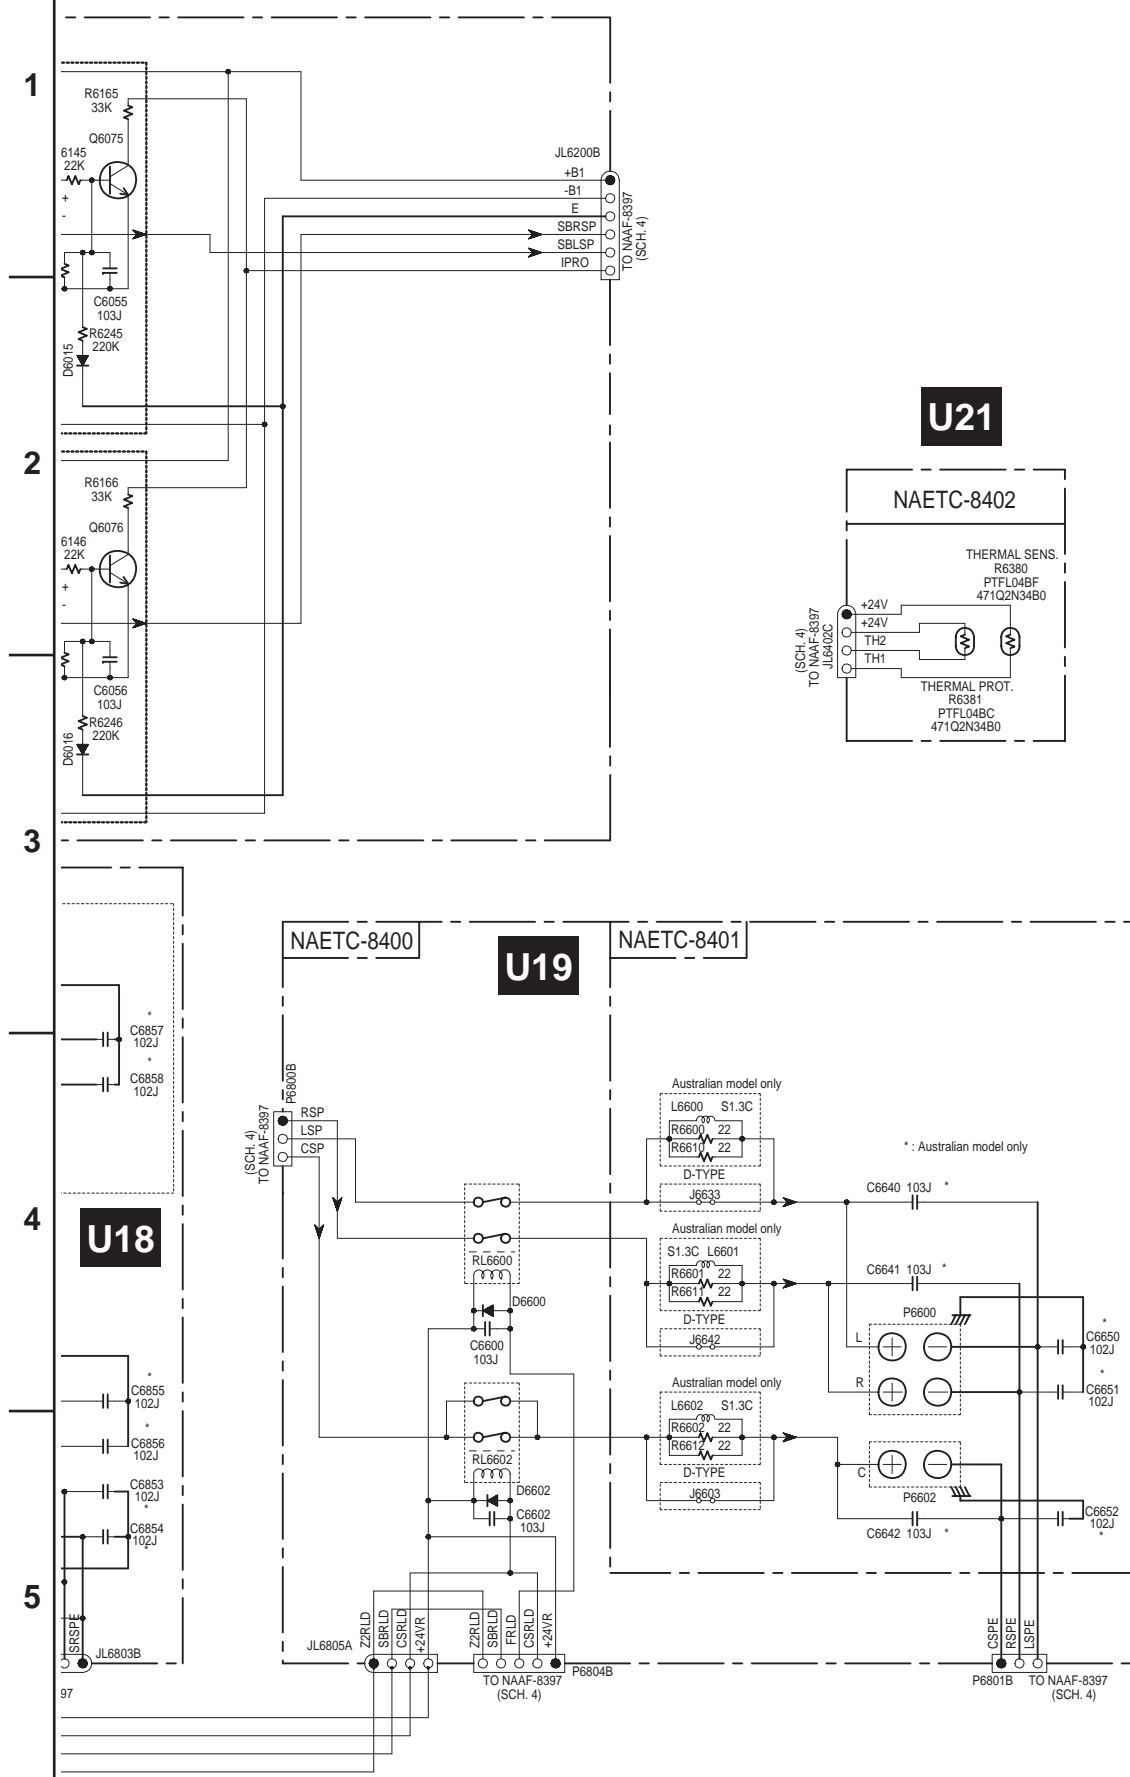 1
R6165
33K
Q6075
6145
22K
+
-
C6055
103J
R6245
220K
D6015
JL6200B
+B1
-B1
E
SBRSP
SBLSP
IPRO
TO NAAF-8397
(SCH. 4)
2
R6166
33K
Q6076
6146
22K
+
-
C6056
103J
R6246
220K
D6016
U21
NAETC-8402
THERMAL SENS.
R6380
PTFL04BF
471Q2N34B0
+24V
+24V
TH2
TH1
(SCH. 4)
TO NAAF-8397
JL6402C
THERMAL PROT.
R6381
PTFL04BC
471Q2N34B0
3
NAETC-8400
U19
NAETC-8401
*
C6857
102J
*
C6858
102J
P6800B
(SCH. 4)
TO NAAF-8397
RSP
LSP
CSP
Australian model only
L6600 S1.3C
R6600 22
R6610 22
D-TYPE
J6633
* : Australian model only
4
U18
RL6600
D6600
C6600
103J
Australian model only
S1.3C L6601
R6601 22
R6611 22
D-TYPE
J6642
C6640 103J *
C6641 103J *
P6600
L
R
*
C6650
102J
*
C6651
102J
*
C6855
102J
*
C6856
102J
C6853
102J
*
C6854
102J
*
RL6602
D6602
C6602
103J
Australian model only
L6602 S1.3C
R6602 22
R6612 22
D-TYPE
J6603
C
P6602
C6642 103J *
C6652
102J
*
5
SRSPE
JL6803B
97
JL6805A
Z2RLD
SBRLD
CSRLD
+24VR
Z2RLD
SBRLD
FRLD
CSRLD
+24VR
P6804B
TO NAAF-8397
(SCH. 4)
CSPE
RSPE
LSPE
P6801B
TO NAAF-8397
(SCH. 4)